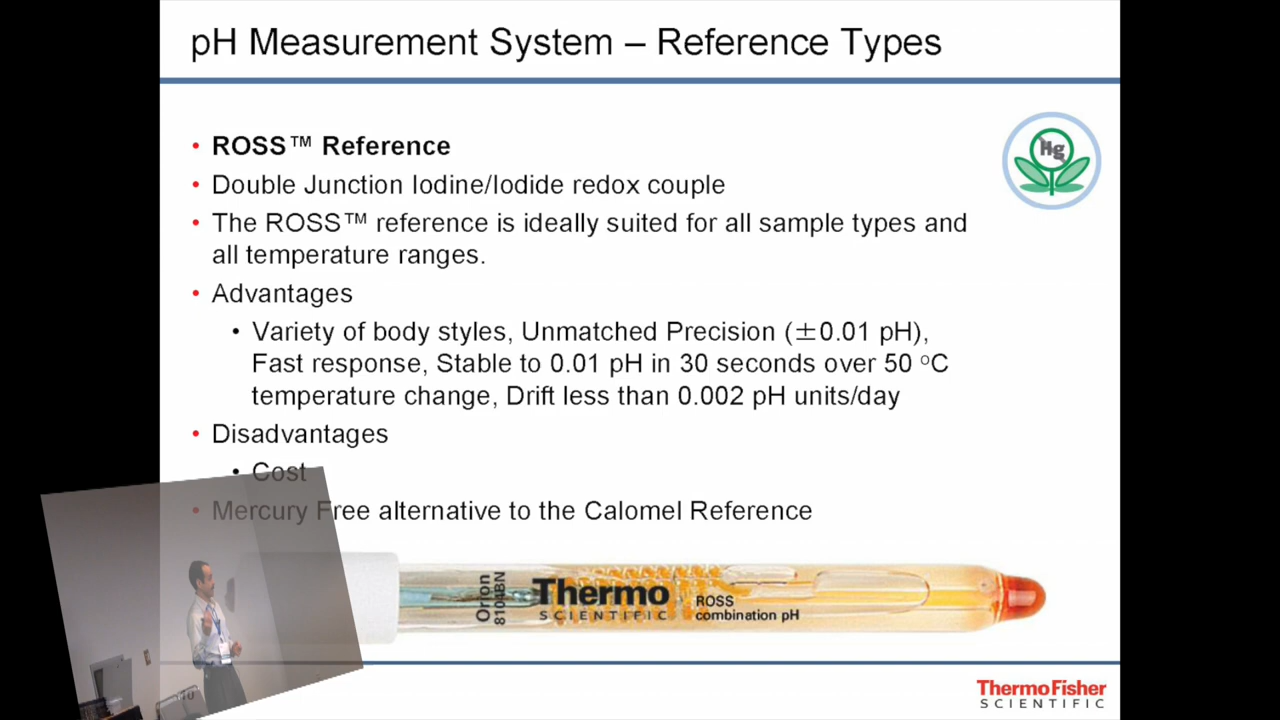 pH Measurement System – Reference Types
• ROSS™ Reference
Hg
• Double Junction Iodine/Iodide redox couple
• The ROSS™ reference is ideally suited for all sample types and
all temperature ranges.
• Advantages
• Variety of body styles, Unmatched Precision (±0.01 pH),
Fast response, Stable to 0.01 pH in 30 seconds over 50 ºC
temperature change, Drift less than 0.002 pH units/day
• Disadvantages
• Cost
• Mercury Free alternative to the Calomel Reference
Orion
8104BN
Thermo
SCIENTIFIC
ROSS
combination pH
ThermoFisher
SCIENTIFIC